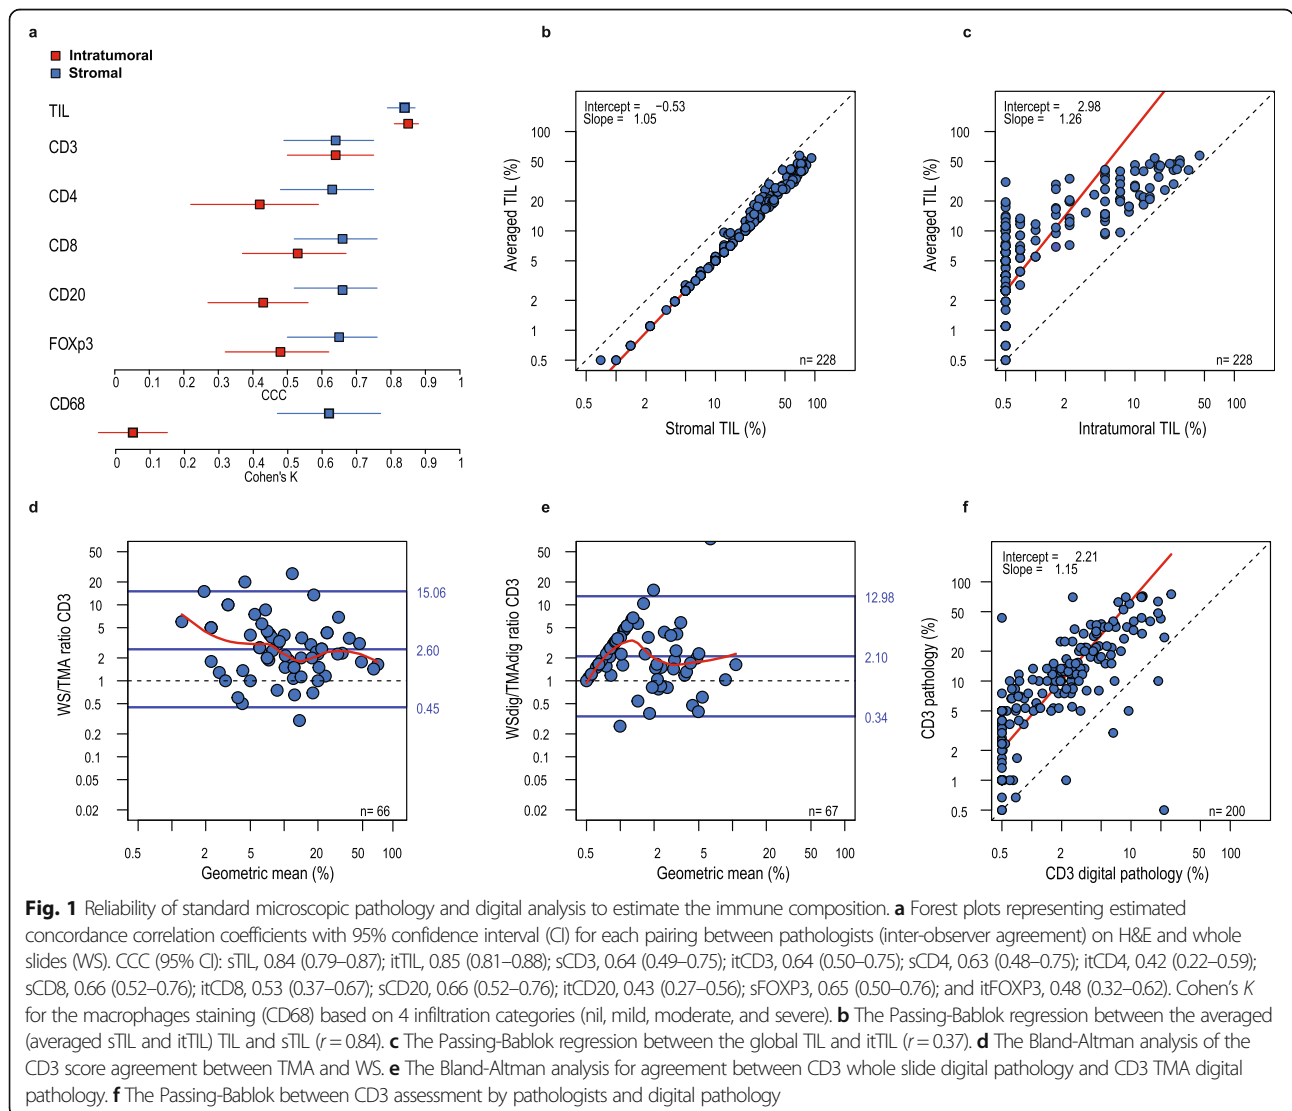 a
Intratumoral
Stromal
TIL
CD3
CD4
CD8
CD20
FOXp3
0 0.1 0.2 0.3 0.4 0.5 0.6 0.7 0.8 0.9 1
CCC
CD68
0 0.1 0.2 0.3 0.4 0.5 0.6 0.7 0.8 0.9 1
Cohen's K
b
Intercept = −0.53
Slope = 1.05
Averaged TIL (%)
100
50
20
10
5
2
1
0.5
n= 228
0.5 2 5 10 50 100
Stromal TIL (%)
c
Intercept = 2.98
Slope = 1.26
Averaged TIL (%)
100
50
20
10
5
2
1
0.5
n= 228
0.5 2 10 50 100
Intratumoral TIL (%)
d
WS/TMA ratio CD3
50
20
10
5
2
1
0.5
0.2
0.1
0.05
0.02
15.06
2.60
0.45
n= 66
0.5 2 5 20 50 100
Geometric mean (%)
e
WSdig/TMAdig ratio CD3
50
20
10
5
2
1
0.5
0.2
0.1
0.05
0.02
12.98
2.10
0.34
n= 67
0.5 2 5 20 50 100
Geometric mean (%)
f
Intercept = 2.21
Slope = 1.15
CD3 pathology (%)
100
50
20
10
5
2
1
0.5
n= 200
0.5 2 10 50 100
CD3 digital pathology (%)
Fig. 1 Reliability of standard microscopic pathology and digital analysis to estimate the immune composition. a Forest plots representing estimated
concordance correlation coefficients with 95% confidence interval (CI) for each pairing between pathologists (inter-observer agreement) on H&E and whole
slides (WS). CCC (95% CI): sTIL, 0.84 (0.79–0.87); itTIL, 0.85 (0.81–0.88); sCD3, 0.64 (0.49–0.75); itCD3, 0.64 (0.50–0.75); sCD4, 0.63 (0.48–0.75); itCD4, 0.42 (0.22–0.59);
sCD8, 0.66 (0.52–0.76); itCD8, 0.53 (0.37–0.67); sCD20, 0.66 (0.52–0.76); itCD20, 0.43 (0.27–0.56); sFOXP3, 0.65 (0.50–0.76); and itFOXP3, 0.48 (0.32–0.62). Cohen's K
for the macrophages staining (CD68) based on 4 infiltration categories (nil, mild, moderate, and severe). b The Passing-Bablok regression between the averaged
(averaged sTIL and itTIL) TIL and sTIL (r = 0.84). c The Passing-Bablok regression between the global TIL and itTIL (r = 0.37). d The Bland-Altman analysis of the
CD3 score agreement between TMA and WS. e The Bland-Altman analysis for agreement between CD3 whole slide digital pathology and CD3 TMA digital
pathology. f The Passing-Bablok between CD3 assessment by pathologists and digital pathology